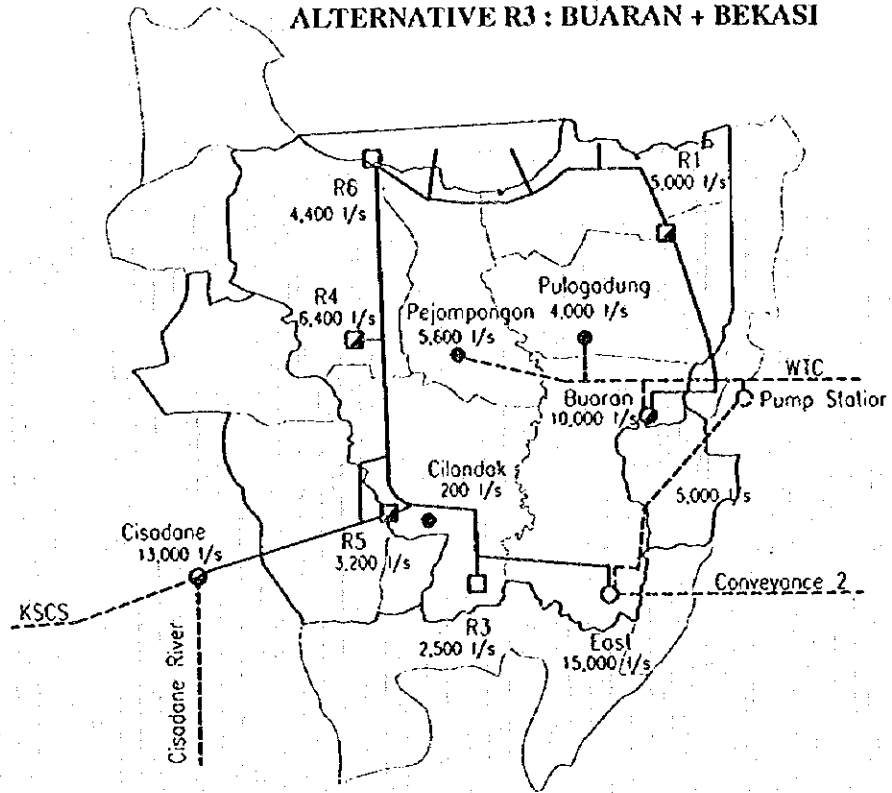 ALTERNATIVE R3 : BUARAN + BEKASI
R1
5,000 l/s
R6
4,400 l/s
Pulogadung
4,000 l/s
R4
6,400 l/s
Pejompongan
5,600 l/s
WTC
Buaran
10,000 l/s
Pump Station
Cilandak
200 l/s
5,000 l/s
Cisadane
13,000 l/s
R5
3,200 l/s
Conveyance 2
KSCS
R3
2,500 l/s
East
15,000 l/s
Cisadane River